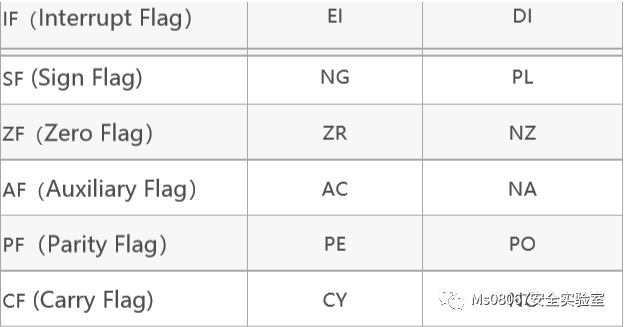 IF（Interrupt Flag） EI DI
SF (Sign Flag) NG PL
ZF（Zero Flag） ZR NZ
AF（Auxiliary Flag） AC NA
PF（Parity Flag） PE PO
CF (Carry Flag) CY NC
Ms08067安全实验室